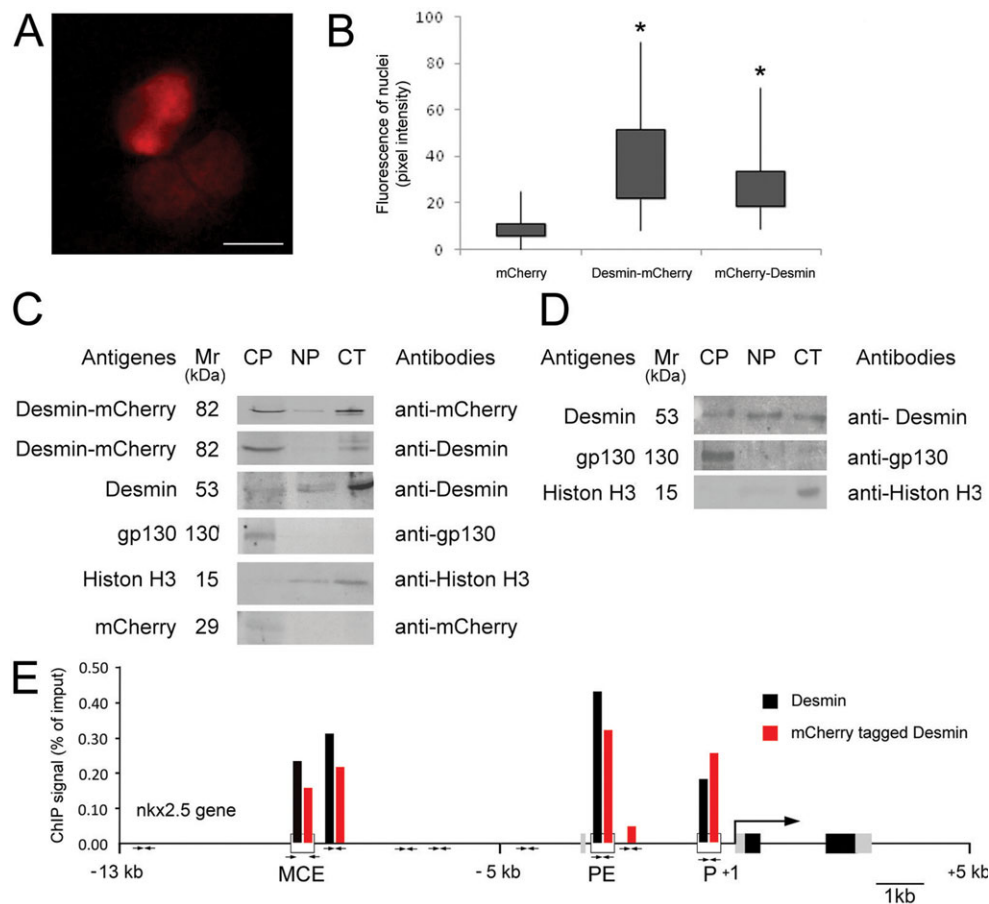 A
B
Fluorescence of nuclei
(pixel intensity)
100
80
60
40
20
0
*
*
mCherry
Desmin-mCherry
mCherry-Desmin
C
Antigenes Mr (kDa) CP NP CT Antibodies
Desmin-mCherry 82 anti-mCherry
Desmin-mCherry 82 anti-Desmin
Desmin 53 anti-Desmin
gp130 130 anti-gp130
Histon H3 15 anti-Histon H3
mCherry 29 anti-mCherry
D
Antigenes Mr (kDa) CP NP CT Antibodies
Desmin 53 anti- Desmin
gp130 130 anti-gp130
Histon H3 15 anti-Histon H3
E
ChIP signal (% of imput)
0.50
0.40
0.30
0.20
0.10
0.00
Desmin
mCherry tagged Desmin
nkx2.5 gene
-13 kb MCE -5 kb PE P +1 +5 kb
1kb